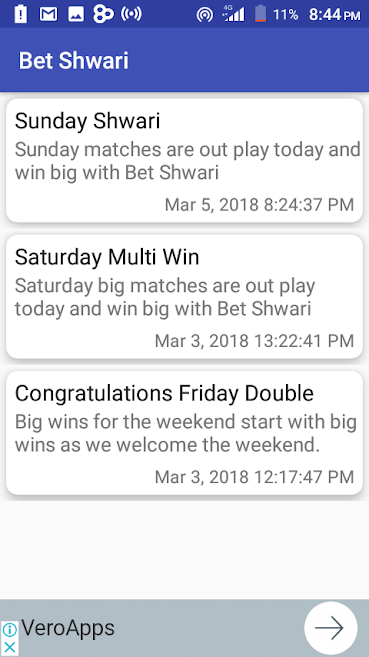 4G
11% 8:44 PM
Bet Shwari
Sunday Shwari
Sunday matches are out play today and
win big with Bet Shwari
Mar 5, 2018 8:24:37 PM
Saturday Multi Win
Saturday big matches are out play
today and win big with Bet Shwari
Mar 3, 2018 13:22:41 PM
Congratulations Friday Double
Big wins for the weekend start with big
wins as we welcome the weekend.
Mar 3, 2018 12:17:47 PM
VeroApps